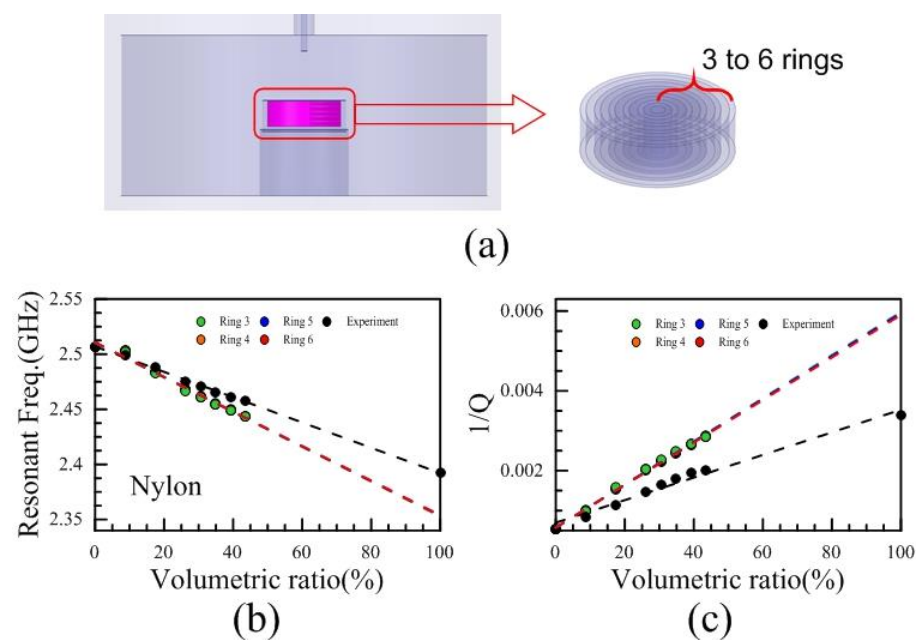 3 to 6 rings
(a)
Resonant Freq.(GHz)
2.55
2.5
2.45
2.4
2.35
Ring 3
Ring 5
Experiment
Ring 4
Ring 6
Nylon
0
20
40
60
80
100
Volumetric ratio(%)
(b)
1/Q
0.006
0.004
0.002
Ring 3
Ring 5
Experiment
Ring 4
Ring 6
0
20
40
60
80
100
Volumetric ratio(%)
(c)